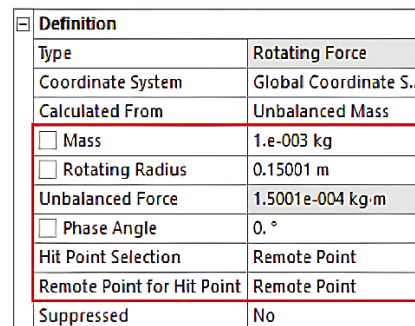 Definition
Type Rotating Force
Coordinate System Global Coordinate S..
Calculated From Unbalanced Mass
Mass 1.e-003 kg
Rotating Radius 0.15001 m
Unbalanced Force 1.5001e-004 kg·m
Phase Angle 0. °
Hit Point Selection Remote Point
Remote Point for Hit Point Remote Point
Suppressed No